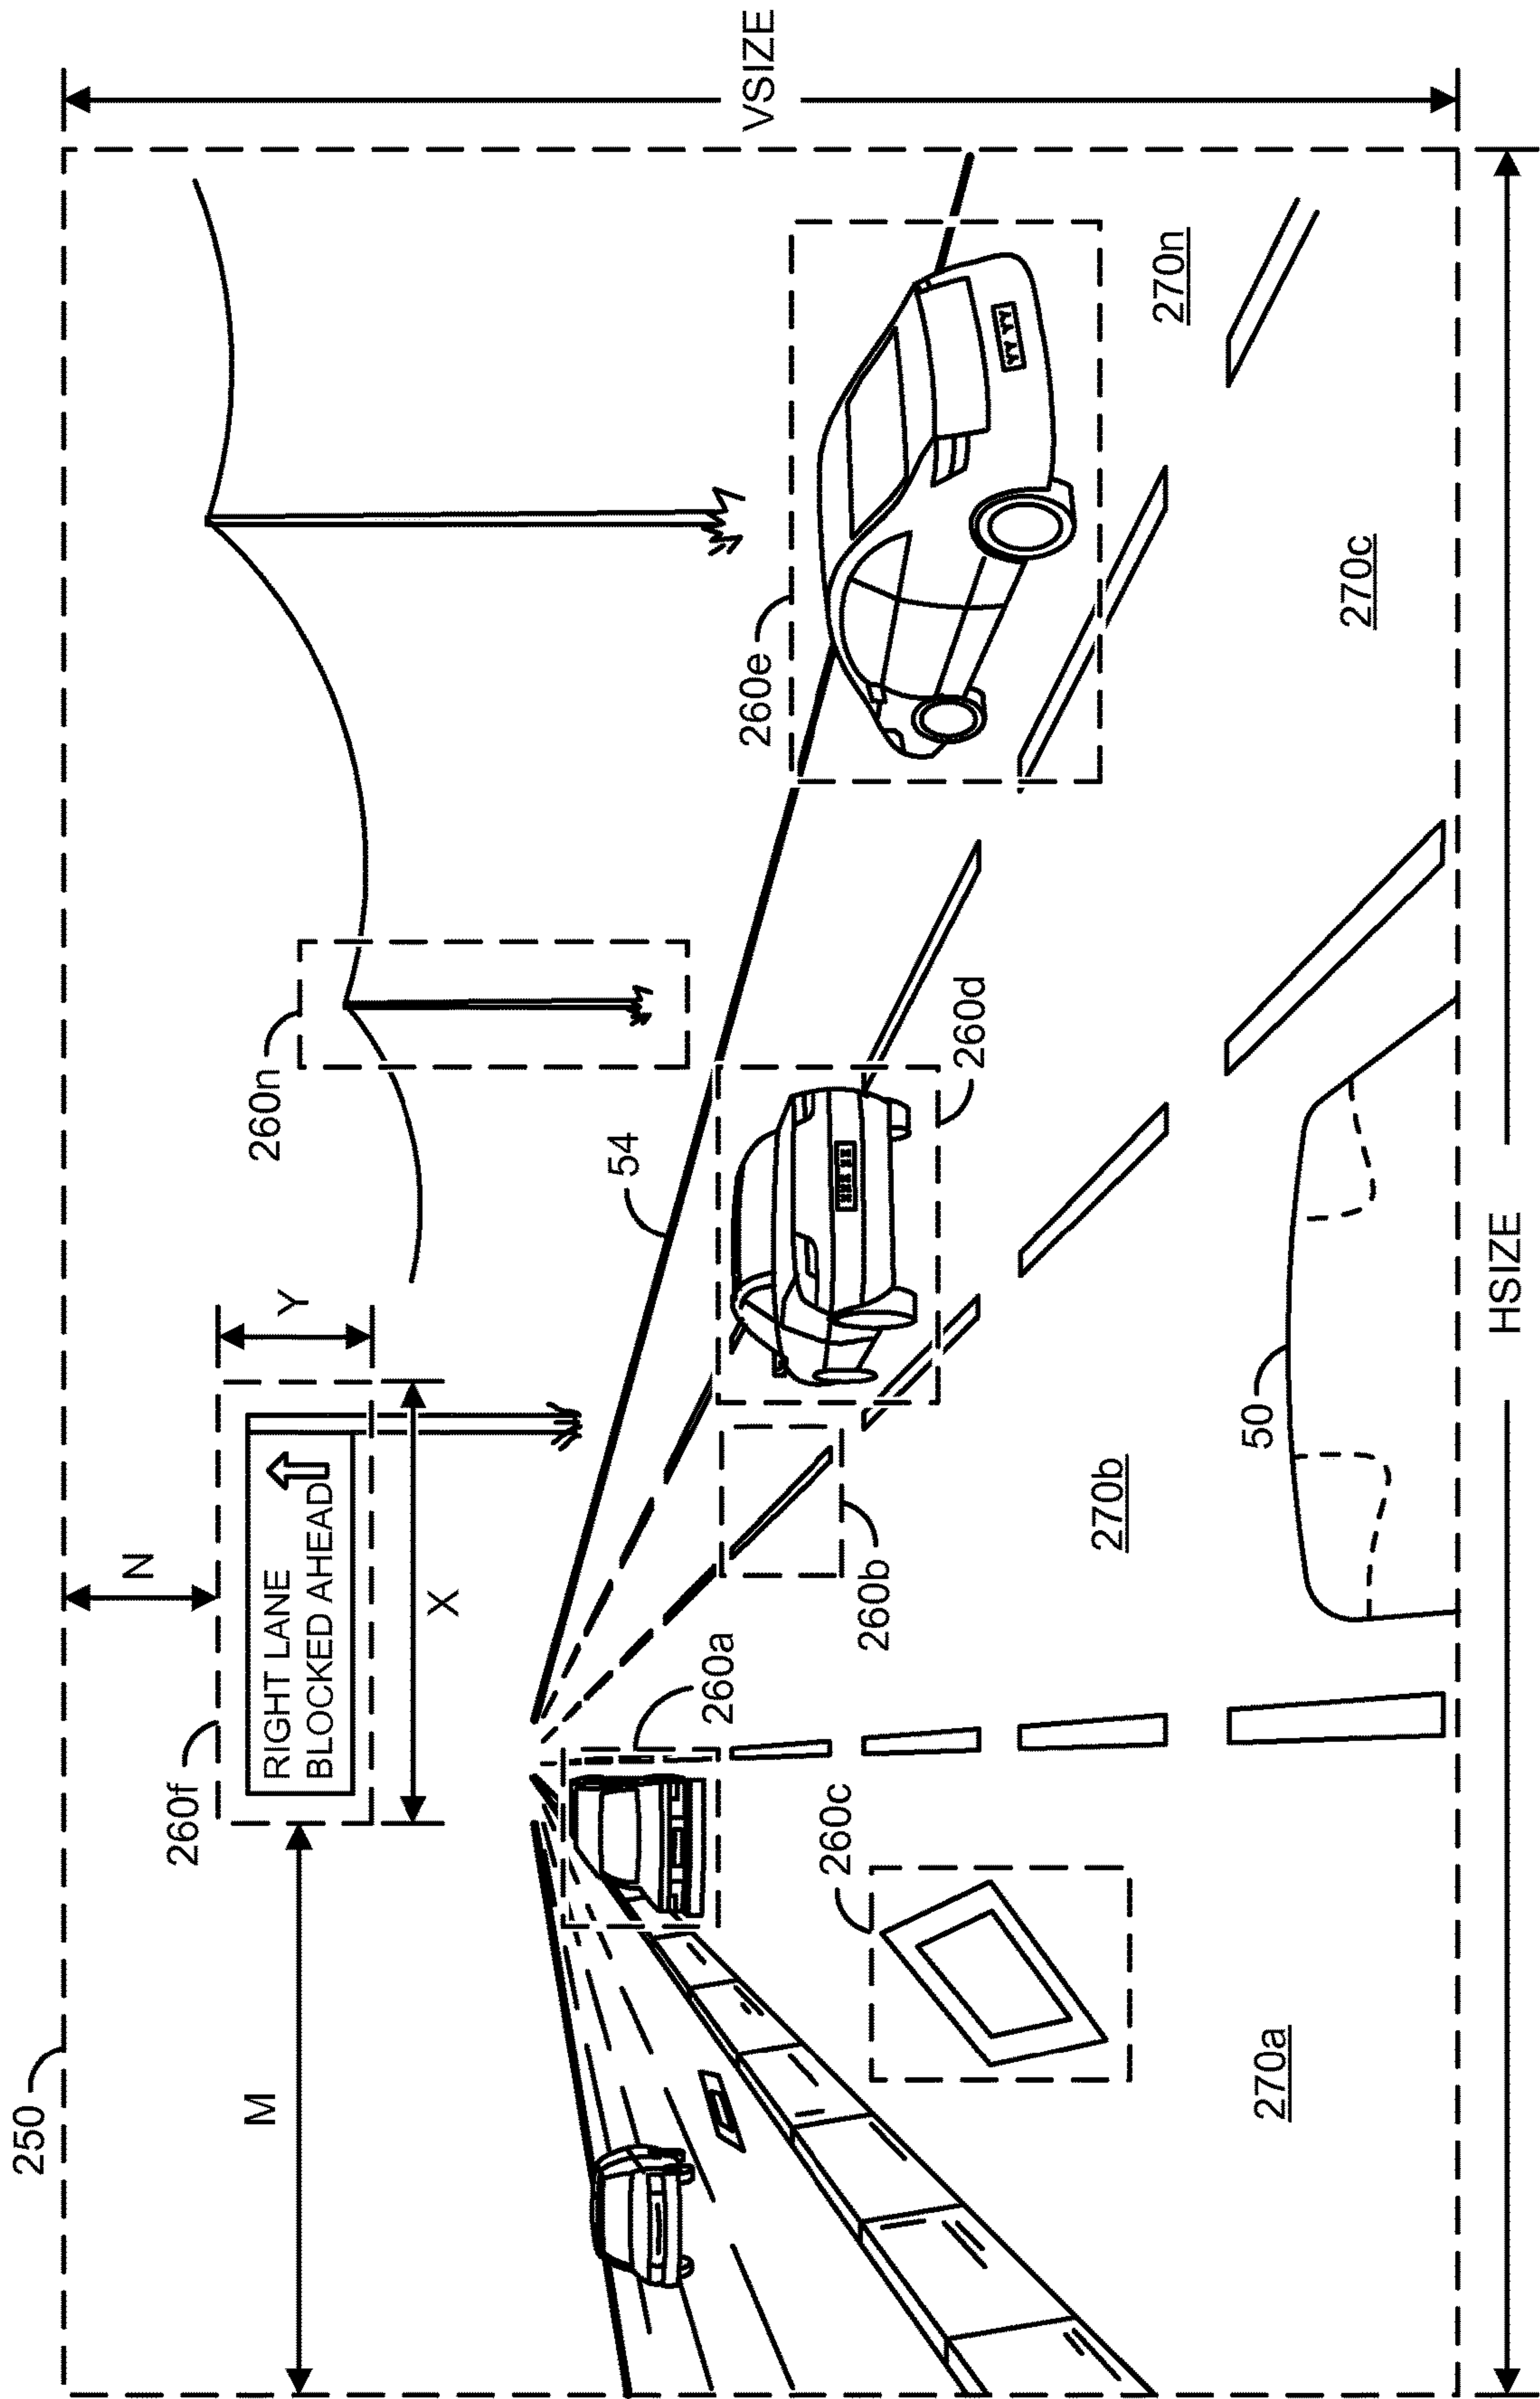 250
M
N
260f
RIGHT LANE
BLOCKED AHEAD
Y
X
260n
54
260a
260b
260c
260d
260e
270a
270b
270c
270n
50
VSIZE
HSIZE